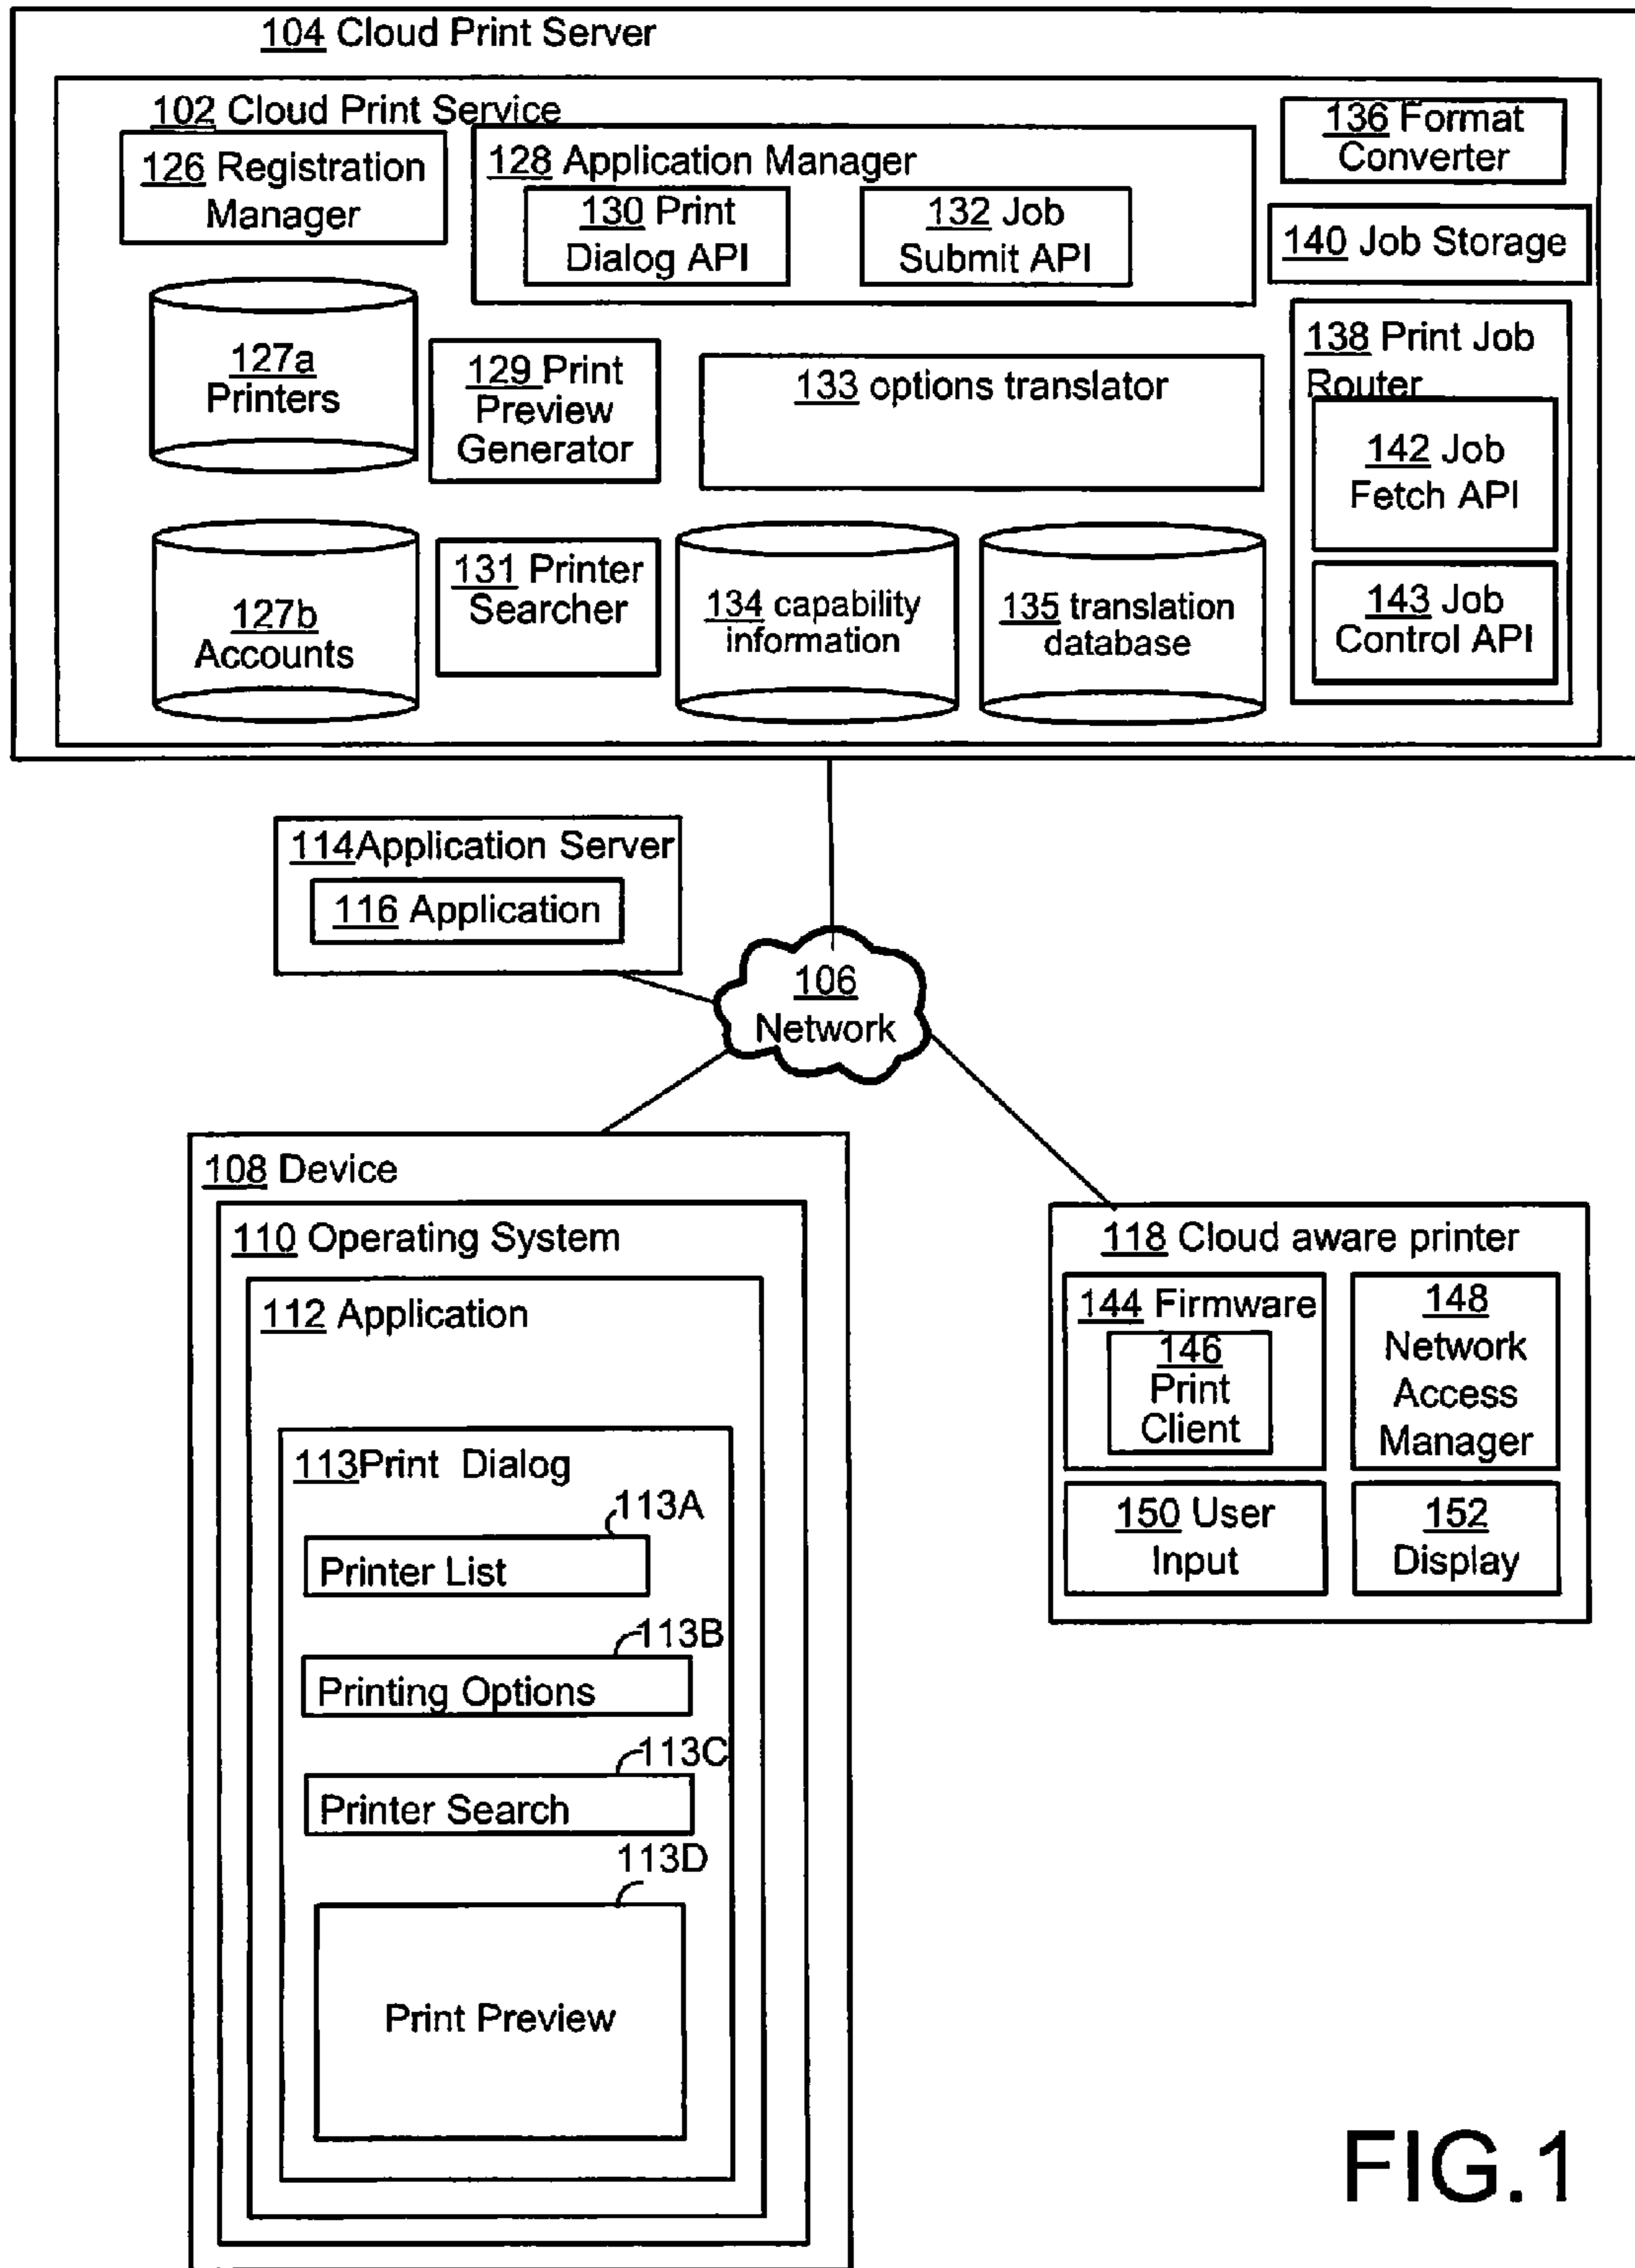 104 Cloud Print Server
102 Cloud Print Service
126 Registration
Manager
128 Application Manager
130 Print
Dialog API
132 Job
Submit API
136 Format
Converter
140 Job Storage
127a
Printers
129 Print
Preview
Generator
133 options translator
138 Print Job
Router
142 Job
Fetch API
143 Job
Control API
127b
Accounts
131 Printer
Searcher
134 capability
information
135 translation
database
114Application Server
116 Application
106
Network
108 Device
110 Operating System
112 Application
113Print Dialog
113A
Printer List
113B
Printing Options
113C
Printer Search
113D
Print Preview
118 Cloud aware printer
144 Firmware
146
Print
Client
148
Network
Access
Manager
150 User
Input
152
Display
FIG.1